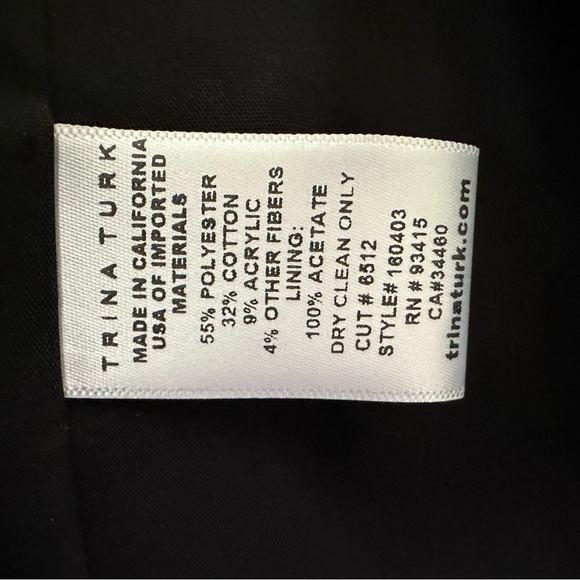 TRINA TURK
MADE IN CALIFORNIA
USA OF IMPORTED
MATERIALS
55% POLYESTER
32% COTTON
9% ACRYLIC
4% OTHER FIBERS
LINING:
100% ACETATE
DRY CLEAN ONLY
CUT# 6512
STYLE# 160403
RN # 93415
CA#34460
trinaturk.com